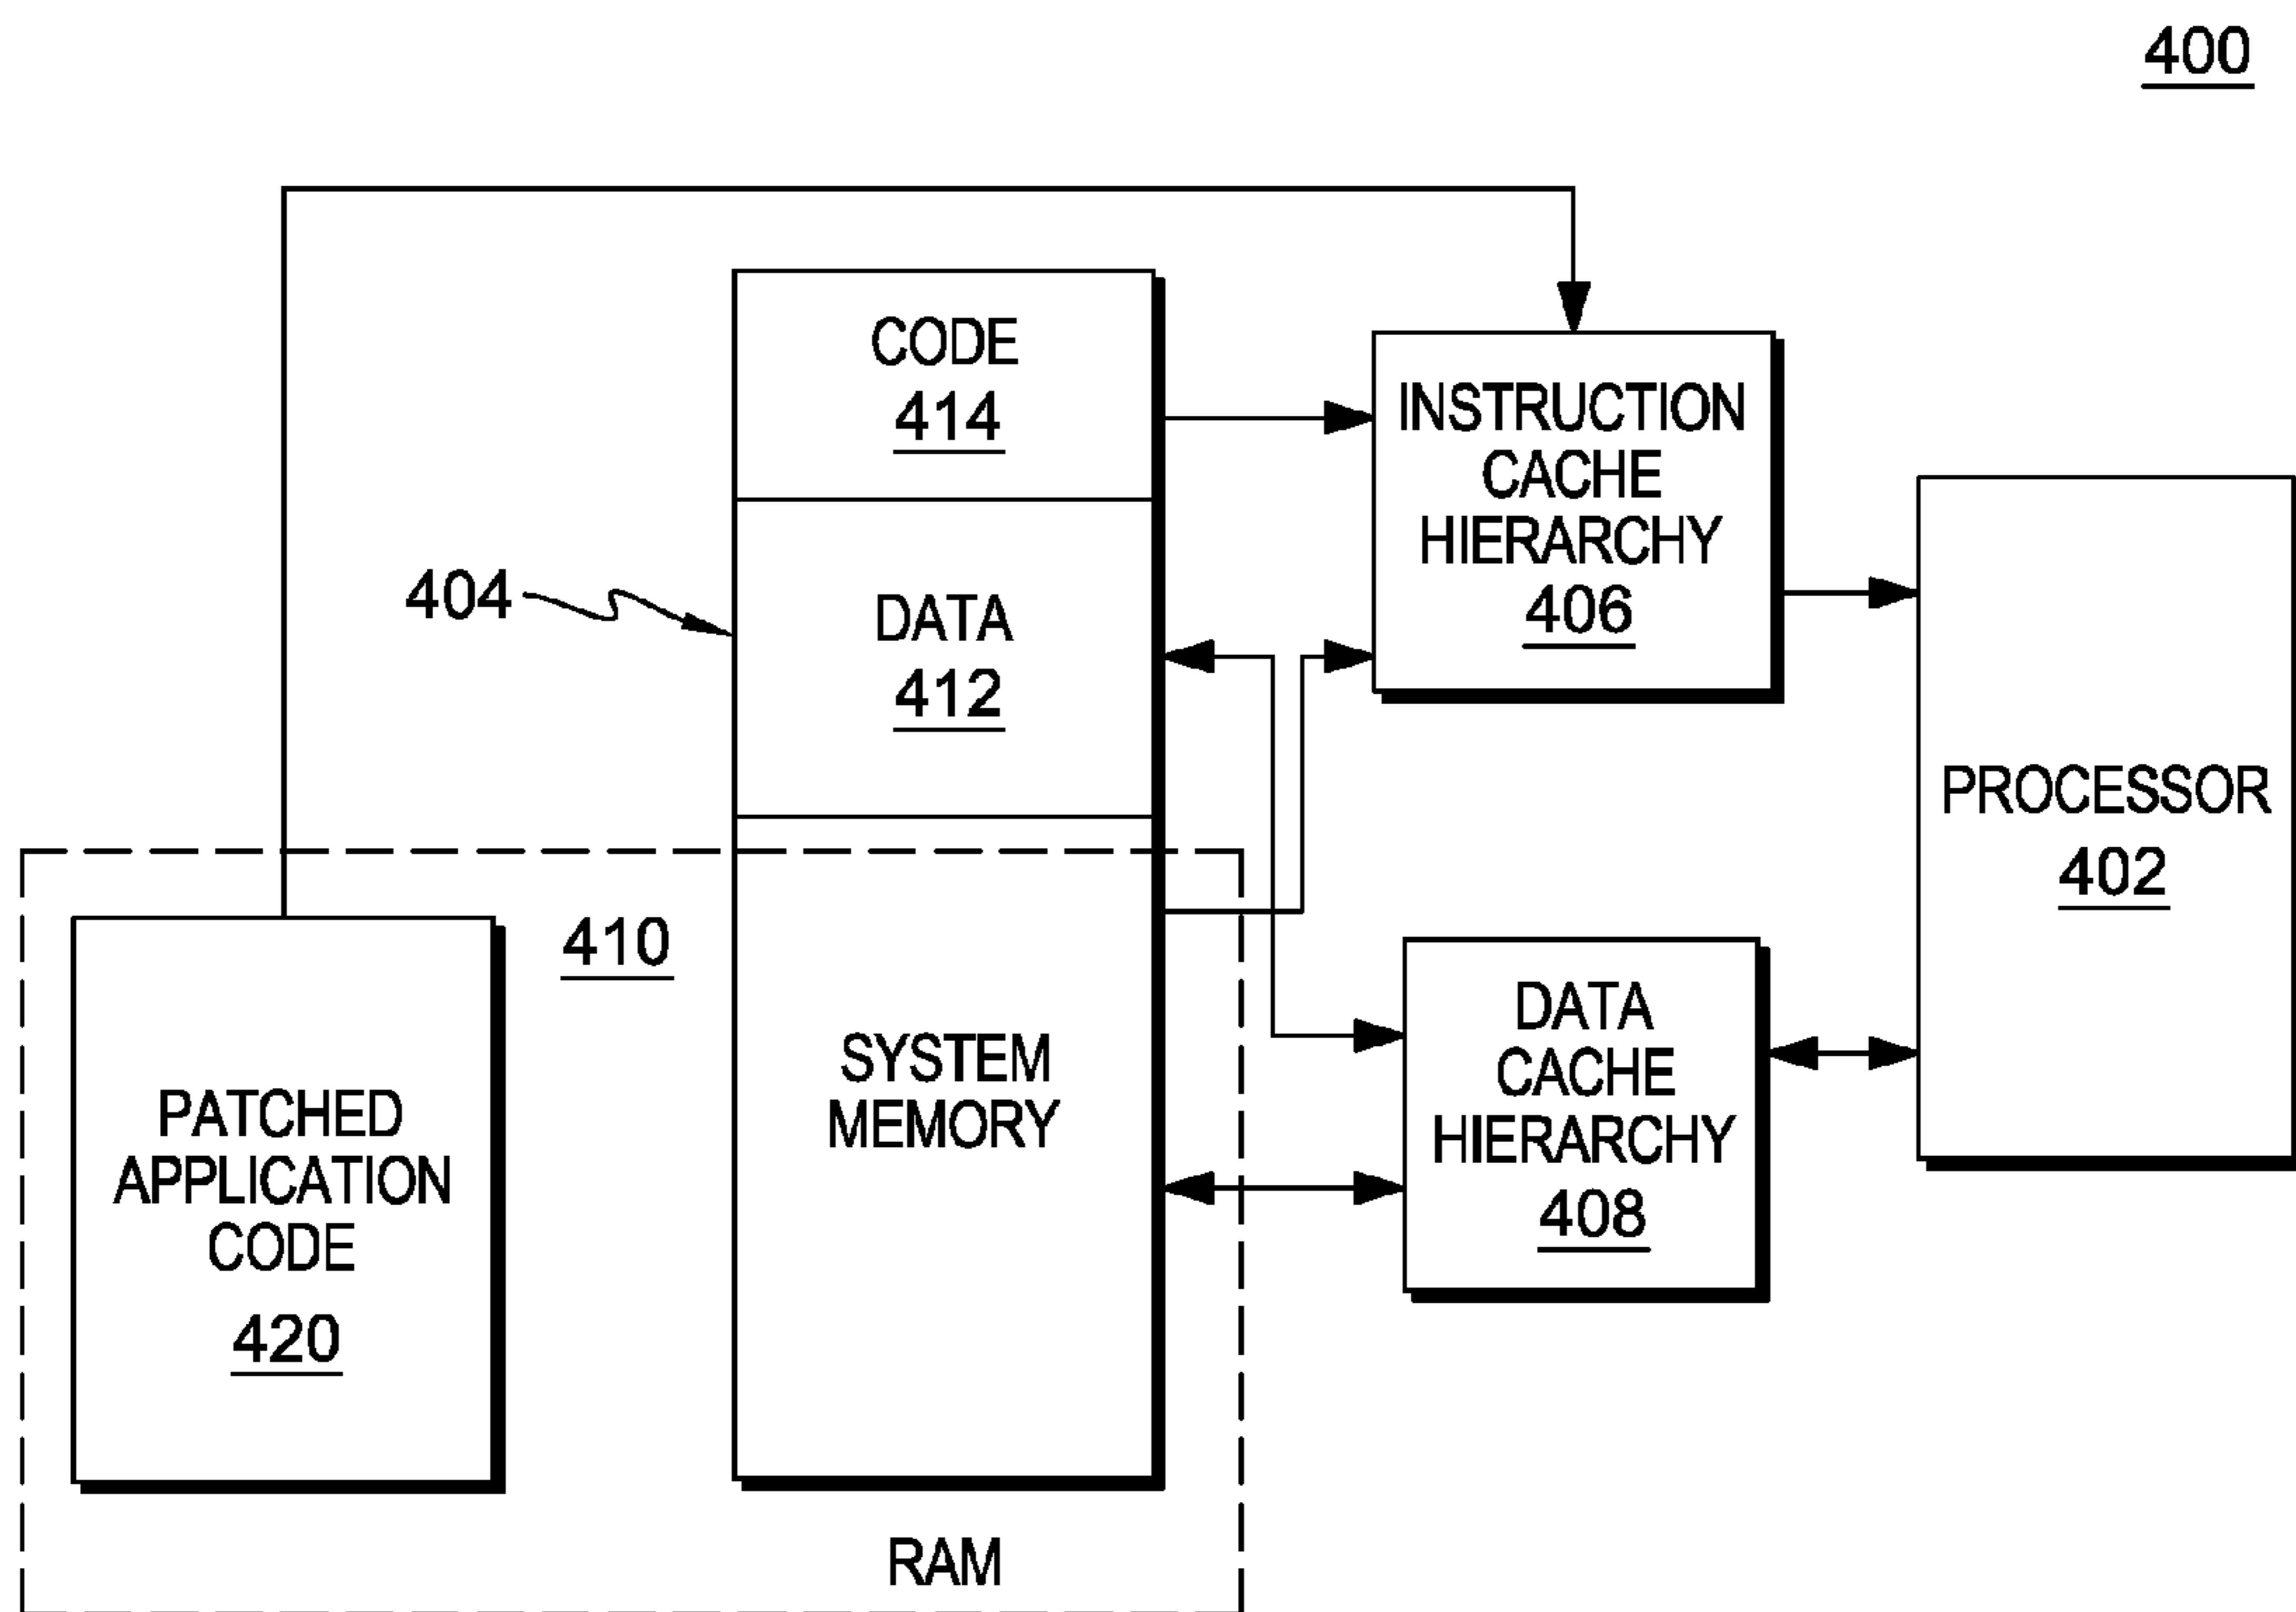 400
CODE
414
INSTRUCTION
CACHE
HIERARCHY
406
404
DATA
412
PROCESSOR
402
410
SYSTEM
MEMORY
DATA
CACHE
HIERARCHY
408
PATCHED
APPLICATION
CODE
420
RAM